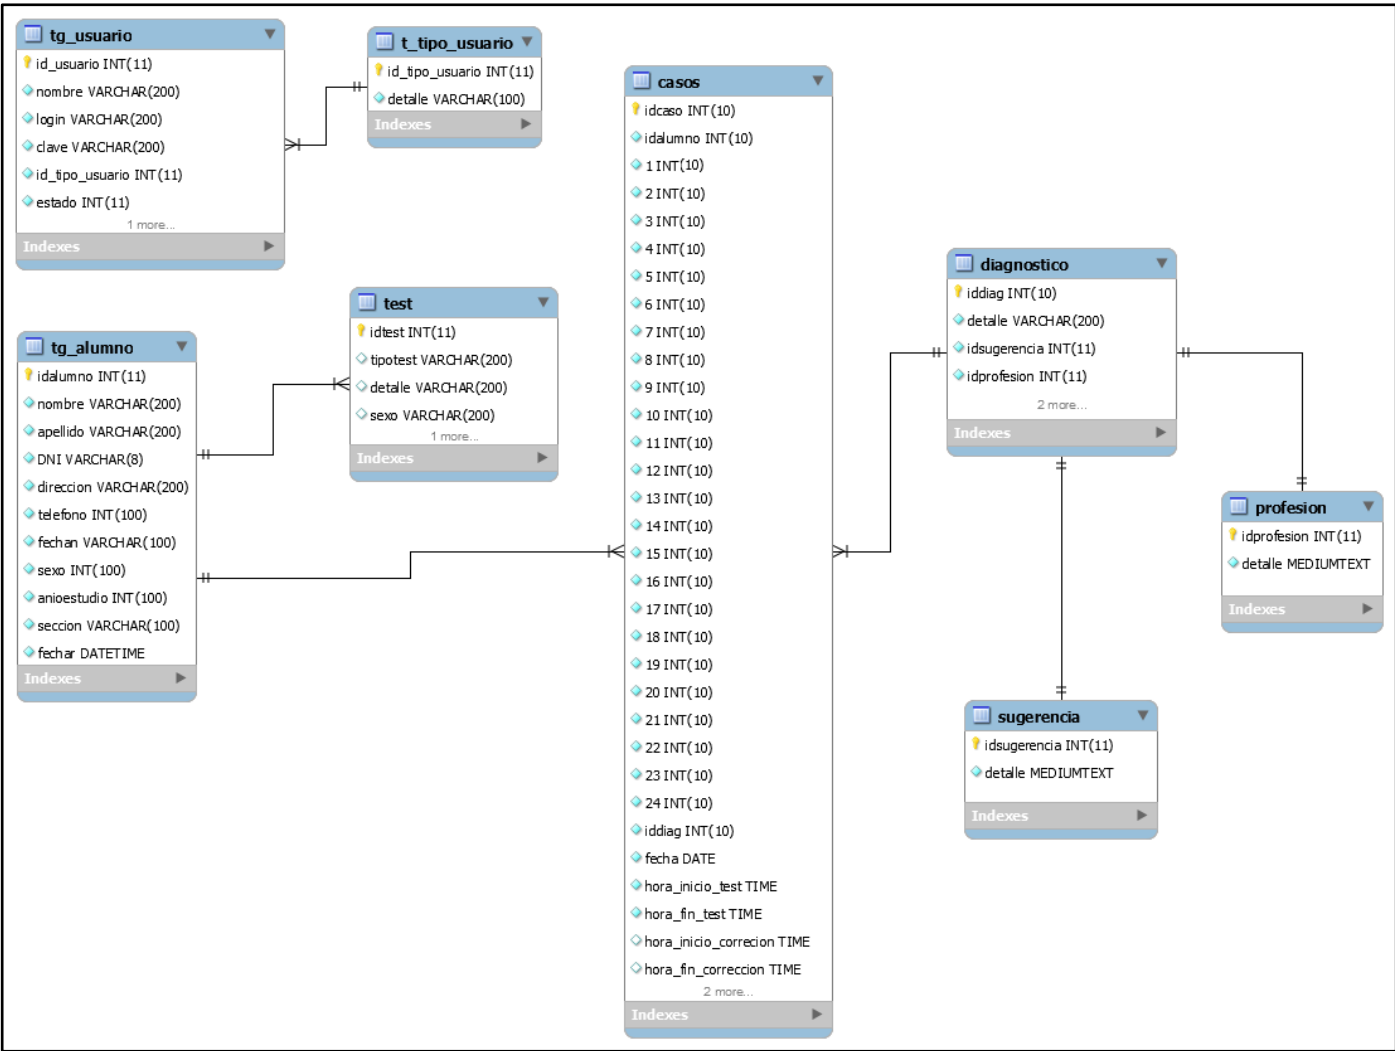 tg_usuario
id_usuario INT(11)
nombre VARCHAR(200)
login VARCHAR(200)
clave VARCHAR(200)
id_tipo_usuario INT(11)
estado INT(11)
1 more...
Indexes
t_tipo_usuario
id_tipo_usuario INT(11)
detalle VARCHAR(100)
Indexes
test
idtest INT(11)
tipotest VARCHAR(200)
detalle VARCHAR(200)
sexo VARCHAR(200)
1 more...
Indexes
tg_alumno
idalumno INT(11)
nombre VARCHAR(200)
apellido VARCHAR(200)
DNI VARCHAR(8)
direccion VARCHAR(200)
telefono INT(100)
fechan VARCHAR(100)
sexo INT(100)
anioestudio INT(100)
seccion VARCHAR(100)
fechar DATETIME
Indexes
casos
idcaso INT(10)
idalumno INT(10)
1 INT(10)
2 INT(10)
3 INT(10)
4 INT(10)
5 INT(10)
6 INT(10)
7 INT(10)
8 INT(10)
9 INT(10)
10 INT(10)
11 INT(10)
12 INT(10)
13 INT(10)
14 INT(10)
15 INT(10)
16 INT(10)
17 INT(10)
18 INT(10)
19 INT(10)
20 INT(10)
21 INT(10)
22 INT(10)
23 INT(10)
24 INT(10)
iddiag INT(10)
fecha DATE
hora_inicio_test TIME
hora_fin_test TIME
hora_inicio_correcion TIME
hora_fin_correccion TIME
2 more...
Indexes
diagnostico
iddiag INT(10)
detalle VARCHAR(200)
idsugerencia INT(11)
idprofesion INT(11)
2 more...
Indexes
profesion
idprofesion INT(11)
detalle MEDIUMTEXT
Indexes
sugerencia
idsugerencia INT(11)
detalle MEDIUMTEXT
Indexes